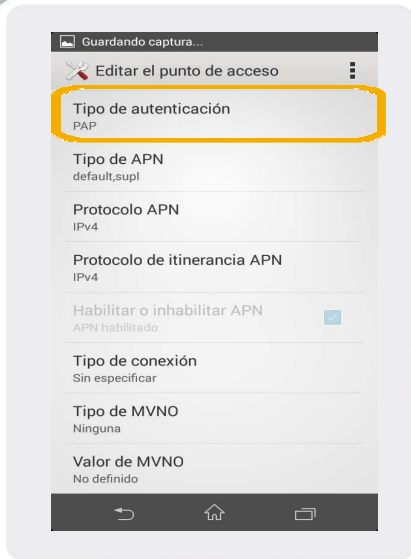 Guardando captura...
Editar el punto de acceso
Tipo de autenticación
PAP
Tipo de APN
default,supl
Protocolo APN
IPv4
Protocolo de itinerancia APN
IPv4
Habilitar o inhabilitar APN
APN habilitado
Tipo de conexión
Sin especificar
Tipo de MVNO
Ninguna
Valor de MVNO
No definido